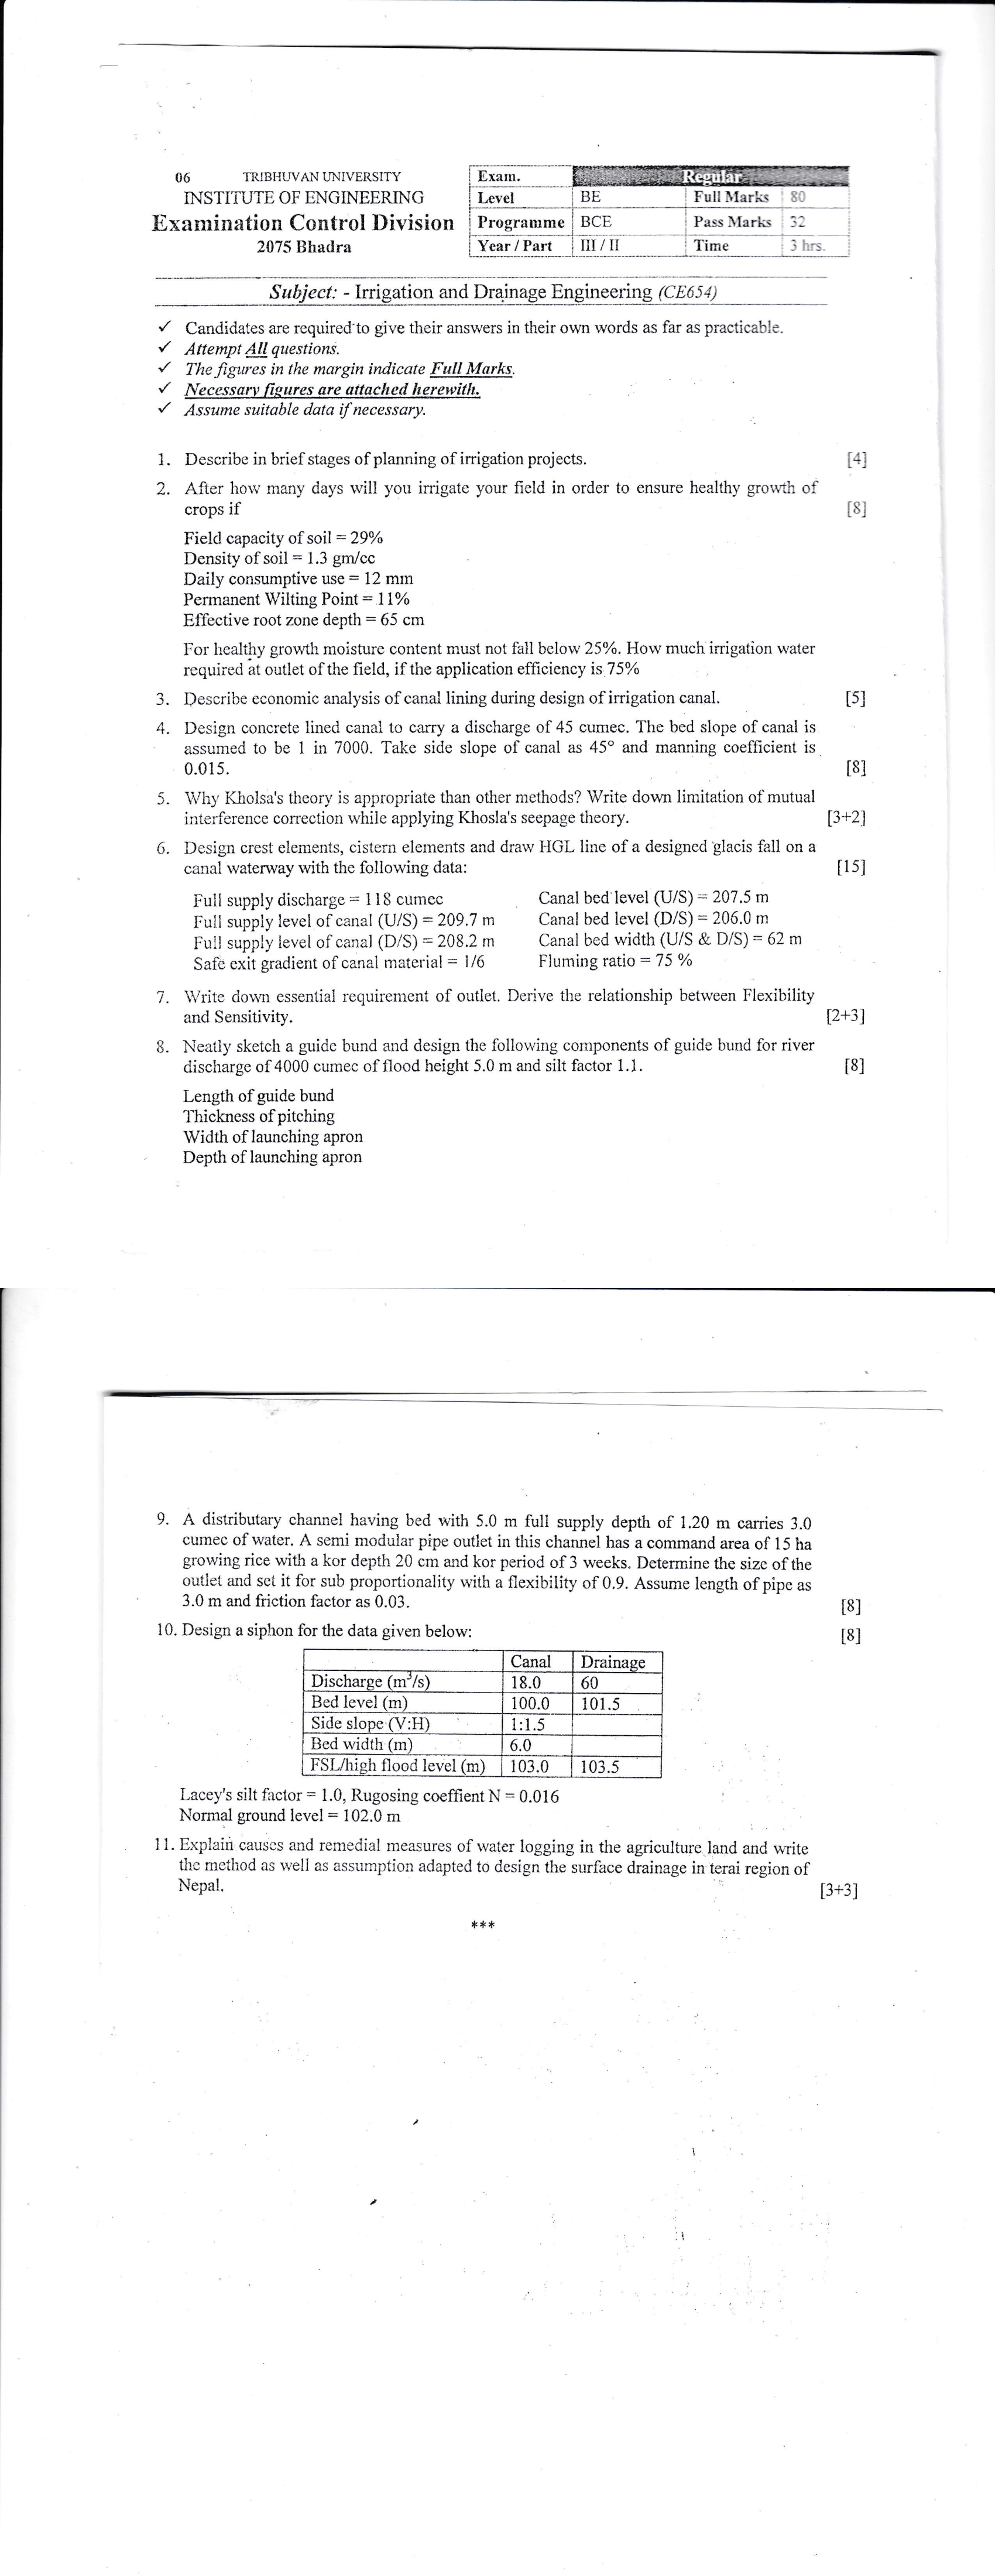 06 TRIBHUVAN UNIVERSITY
INSTITUTE OF ENGINEERING
Examination Control Division
2075 Bhadra
Exam. Regular
Level BE Full Marks 80
Programme BCE Pass Marks 32
Year / Part III / II Time 3 hrs.
Subject: - Irrigation and Drainage Engineering (CE654)
✓ Candidates are required to give their answers in their own words as far as practicable.
✓ Attempt All questions.
✓ The figures in the margin indicate Full Marks.
✓ Necessary figures are attached herewith.
✓ Assume suitable data if necessary.
1. Describe in brief stages of planning of irrigation projects. [4]
2. After how many days will you irrigate your field in order to ensure healthy growth of
crops if [8]
Field capacity of soil = 29%
Density of soil = 1.3 gm/cc
Daily consumptive use = 12 mm
Permanent Wilting Point = 11%
Effective root zone depth = 65 cm
For healthy growth moisture content must not fall below 25%. How much irrigation water
required at outlet of the field, if the application efficiency is 75%
3. Describe economic analysis of canal lining during design of irrigation canal. [5]
4. Design concrete lined canal to carry a discharge of 45 cumec. The bed slope of canal is
assumed to be 1 in 7000. Take side slope of canal as 45° and manning coefficient is
0.015. [8]
5. Why Kholsa's theory is appropriate than other methods? Write down limitation of mutual
interference correction while applying Khosla's seepage theory. [3+2]
6. Design crest elements, cistern elements and draw HGL line of a designed glacis fall on a
canal waterway with the following data: [15]
Full supply discharge = 118 cumec Canal bed level (U/S) = 207.5 m
Full supply level of canal (U/S) = 209.7 m Canal bed level (D/S) = 206.0 m
Full supply level of canal (D/S) = 208.2 m Canal bed width (U/S & D/S) = 62 m
Safe exit gradient of canal material = 1/6 Fluming ratio = 75 %
7. Write down essential requirement of outlet. Derive the relationship between Flexibility
and Sensitivity. [2+3]
8. Neatly sketch a guide bund and design the following components of guide bund for river
discharge of 4000 cumec of flood height 5.0 m and silt factor 1.1. [8]
Length of guide bund
Thickness of pitching
Width of launching apron
Depth of launching apron
9. A distributary channel having bed with 5.0 m full supply depth of 1.20 m carries 3.0
cumec of water. A semi modular pipe outlet in this channel has a command area of 15 ha
growing rice with a kor depth 20 cm and kor period of 3 weeks. Determine the size of the
outlet and set it for sub proportionality with a flexibility of 0.9. Assume length of pipe as
3.0 m and friction factor as 0.03. [8]
10. Design a siphon for the data given below: [8]
Canal Drainage
Discharge (m³/s) 18.0 60
Bed level (m) 100.0 101.5
Side slope (V:H) 1:1.5
Bed width (m) 6.0
FSL/high flood level (m) 103.0 103.5
Lacey's silt factor = 1.0, Rugosing coeffient N = 0.016
Normal ground level = 102.0 m
11. Explain causes and remedial measures of water logging in the agriculture land and write
the method as well as assumption adapted to design the surface drainage in terai region of
Nepal. [3+3]
***